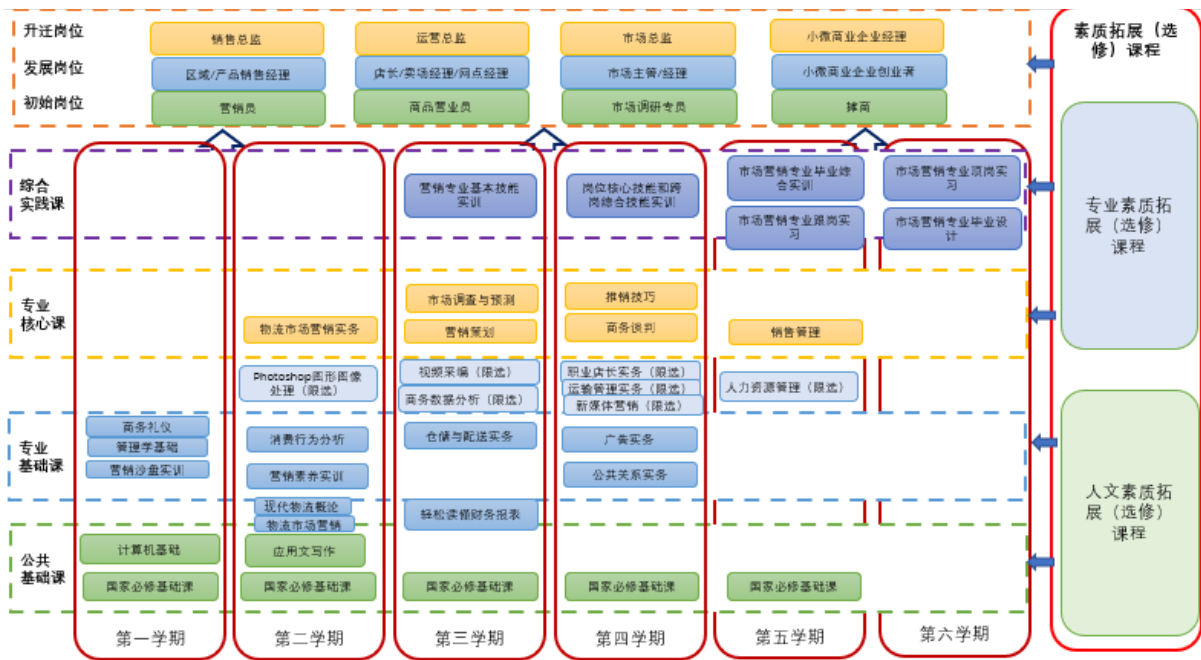 升迁岗位
销售总监
运营总监
市场总监
小微商业企业经理
发展岗位
区域/产品销售经理
店长/卖场经理/网点经理
市场主管/经理
小微商业企业创业者
初始岗位
营销员
商品营业员
市场调研专员
摊商
素质拓展（选
修）课程
综合
实践课
营销专业基本技能
实训
岗位核心技能和跨
岗综合技能实训
市场营销专业毕业综
合实训
市场营销专业顶岗实
习
市场营销专业跟岗实
习
市场营销专业毕业设
计
专业素质拓
展（选修）
课程
专业
核心课
物流市场营销实务
市场调查与预测
营销策划
推销技巧
商务谈判
销售管理
Photoshop图形图像
处理（限选）
视频采编（限选）
商务数据分析（限选）
职业店长实务（限选）
运输管理实务（限选）
新媒体营销（限选）
人力资源管理（限选）
专业
基础课
商务礼仪
管理学基础
营销沙盘实训
消费行为分析
营销素养实训
现代物流概论
物流市场营销
仓储与配送实务
轻松读懂财务报表
广告实务
公共关系实务
人文素质拓
展（选修）
课程
公共
基础课
计算机基础
应用文写作
国家必修基础课
国家必修基础课
国家必修基础课
国家必修基础课
国家必修基础课
第一学期
第二学期
第三学期
第四学期
第五学期
第六学期